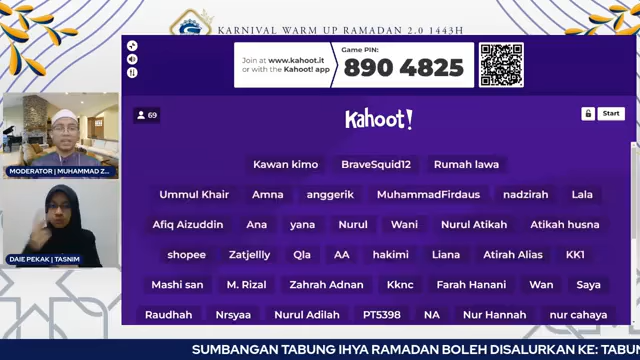 KARNIVAL WARM UP RAMADAN 2.0 1443H
Join at www.kahoot.it
or with the Kahoot! app
Game PIN:
890 4825
69
Kahoot!
Start
Kawan kimo BraveSquid12 Rumah lawa
Ummul Khair Amna anggerik MuhammadFirdaus nadzirah Lala
Afiq Aizuddin Ana yana Nurul Wani Nurul Atikah Atikah husna
shopee Zatjellly Qla AA hakimi Liana Atirah Alias KK1
Mashi san M. Rizal Zahrah Adnan Kknc Farah Hanani Wan Saya
Raudhah Nrsyaa Nurul Adilah PT5398 NA Nur Hannah nur cahaya
MODERATOR | MUHAMMAD Z...
DAIE PEKAK | TASNIM
SUMBANGAN TABUNG IHYA RAMADAN BOLEH DISALURKAN KE: TABUN